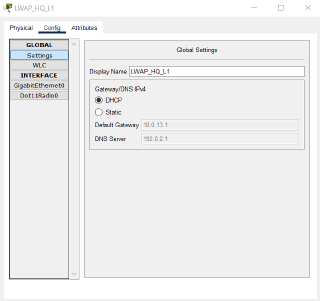 LWAP_HQ_L1
Physical Config Attributes
GLOBAL
Settings
WLC
INTERFACE
GigabitEthernet0
Dot11Radio0
Global Settings
Display Name LWAP_HQ_L1
Gateway/DNS IPv4
DHCP
Static
Default Gateway 10.0.13.1
DNS Server 192.0.2.1